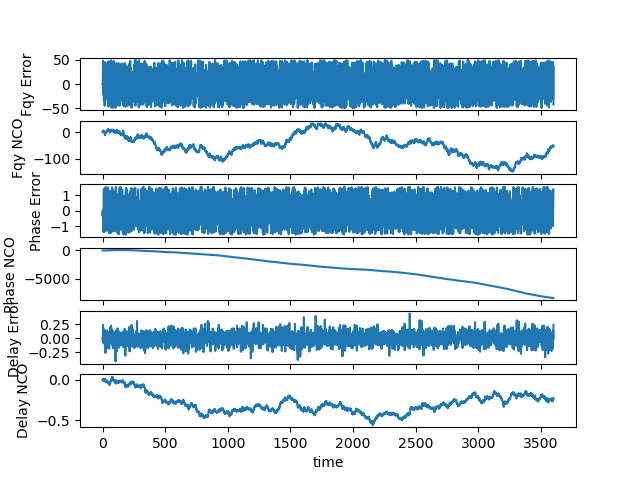 Fqy Error
50
0
−50
Fqy NCO
0
−100
Phase Error
1
0
−1
Phase NCO
0
−5000
Delay Error
0.25
0.00
−0.25
Delay NCO
0.0
−0.5
0 500 1000 1500 2000 2500 3000 3500
time